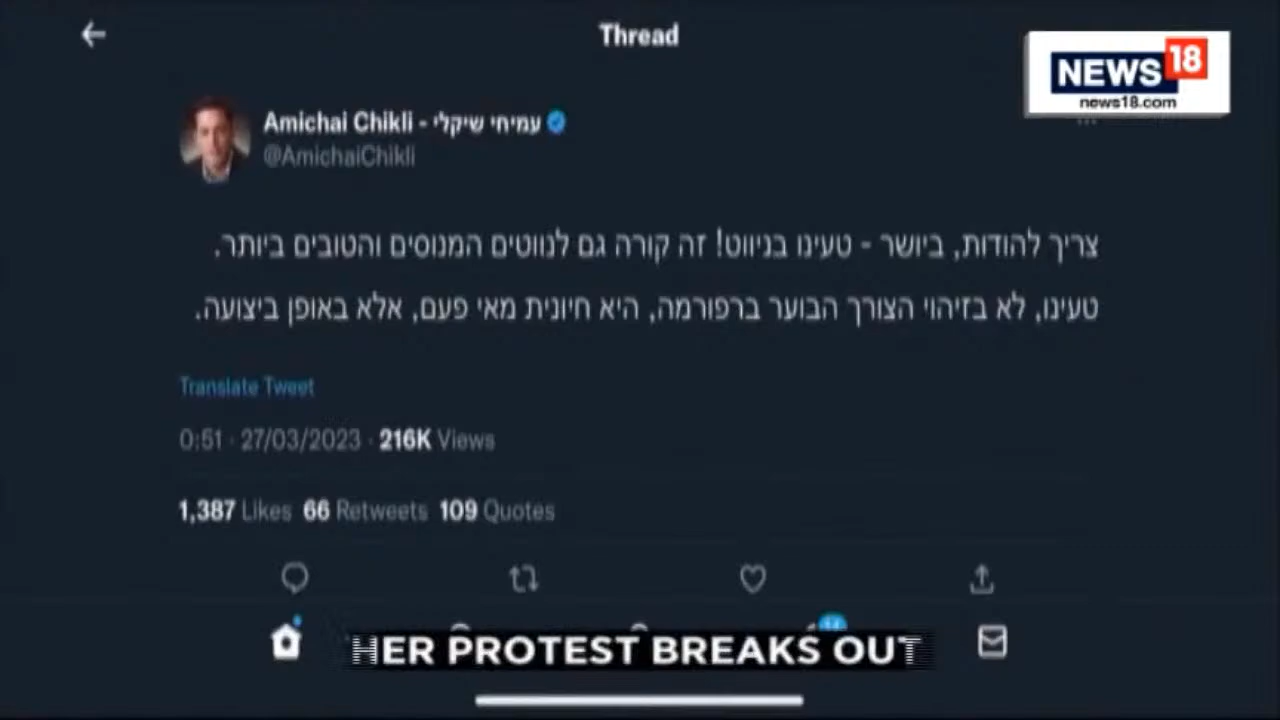 Thread
NEWS18
news18.com
Amichai Chikli - עמיחי שיקלי
@AmichaiChikli
צריך להודות, ביושר - טעינו בניווט! זה קורה גם לנווטים המנוסים והטובים ביותר.
טעינו, לא בזיהוי הצורך הבוער ברפורמה, היא חיונית מאי פעם, אלא באופן ביצועה.
Translate Tweet
0:51 · 27/03/2023 · 216K Views
1,387 Likes 66 Retweets 109 Quotes
HER PROTEST BREAKS OUT